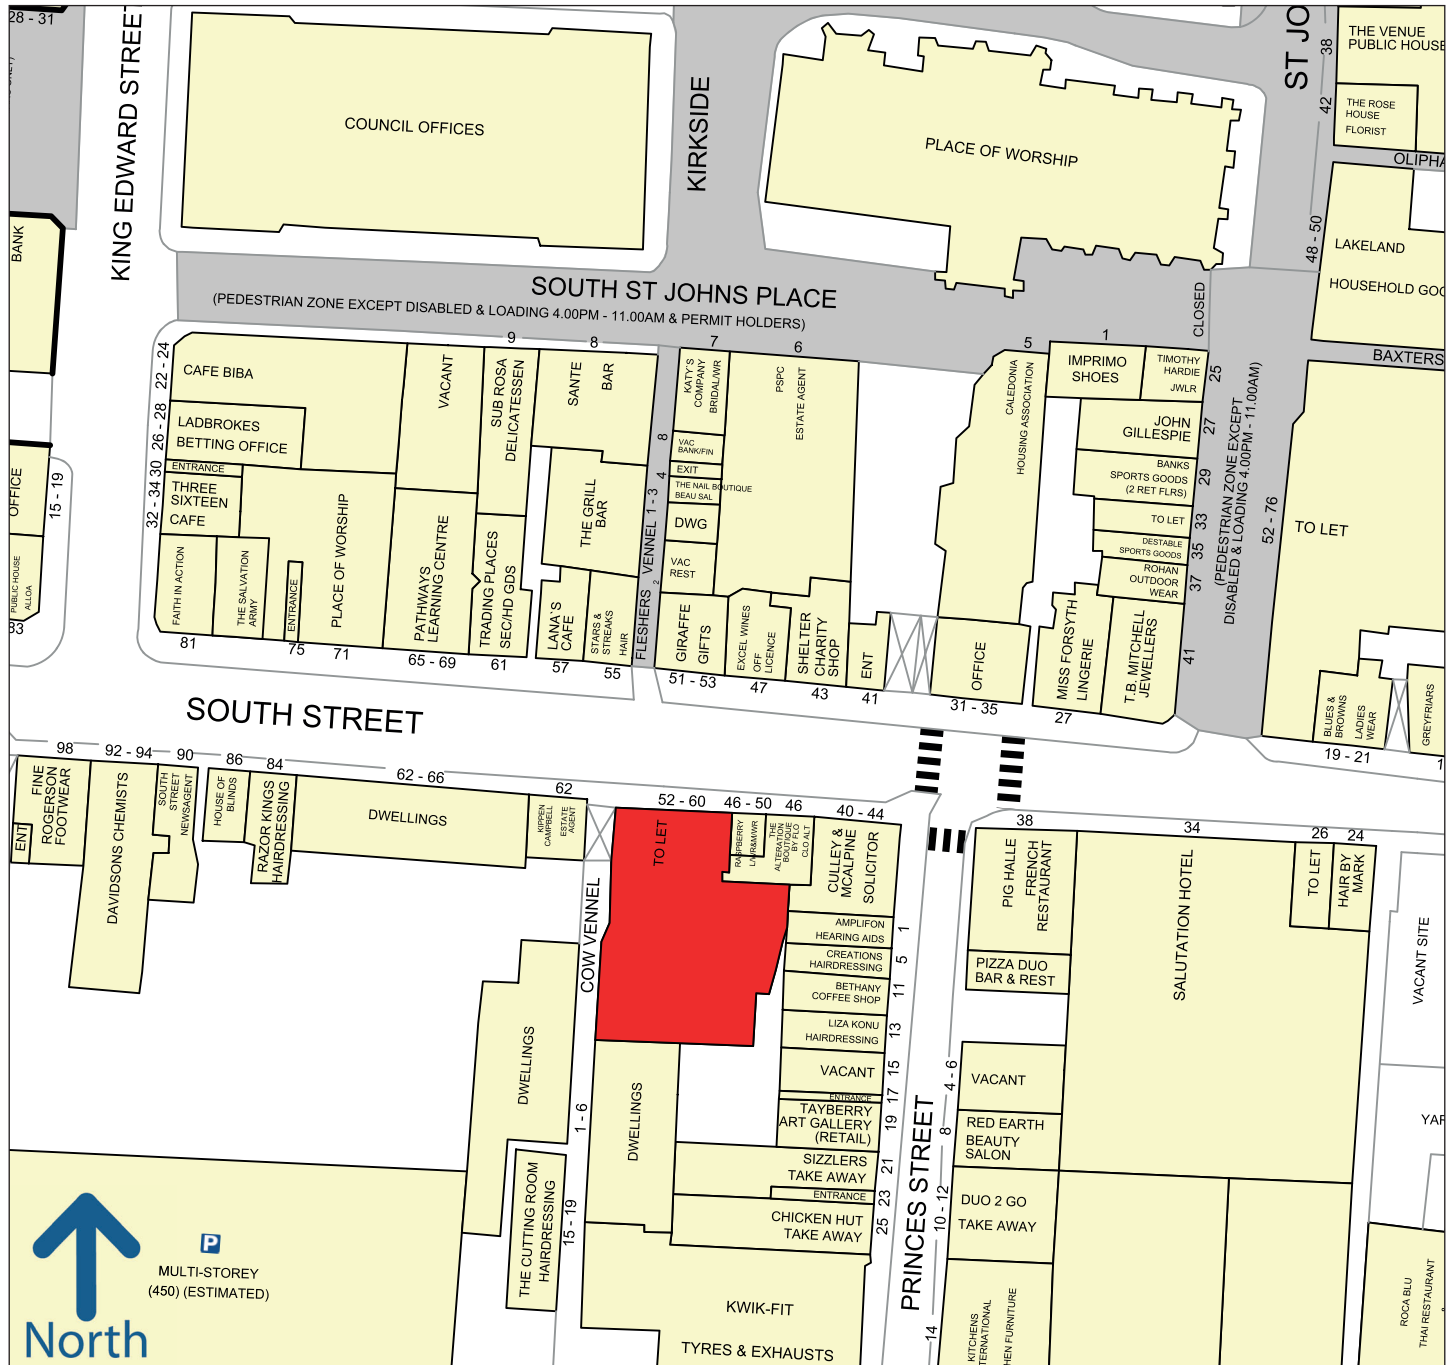 28 - 31
KING EDWARD STREET
COUNCIL OFFICES
KIRKSIDE
PLACE OF WORSHIP
ST JO
38
THE VENUE
PUBLIC HOUSE
42
THE ROSE
HOUSE
FLORIST
OLIPHA
48 - 50
LAKELAND
HOUSEHOLD GOO
BAXTERS
BANK
SOUTH ST JOHNS PLACE
(PEDESTRIAN ZONE EXCEPT DISABLED & LOADING 4.00PM - 11.00AM & PERMIT HOLDERS)
CLOSED
22 - 24
CAFE BIBA
26 - 28
LADBROKES
BETTING OFFICE
30
ENTRANCE
32 - 34
THREE
SIXTEEN
CAFE
VACANT
9
SUB ROSA
DELICATESSEN
8
SANTE
BAR
7
KATY'S
COMPANY
BRIDAL/WR
6
PSPC
ESTATE AGENT
5
CALEDONIA
HOUSING ASSOCIATION
1
IMPRIMO
SHOES
TIMOTHY
HARDIE
JWLR
25
JOHN
GILLESPIE
27
BANKS
SPORTS GOODS
(2 RET FLRS)
29
TO LET
33
DESTABLE
SPORTS GOODS
35
ROHAN
OUTDOOR
WEAR
37
(PEDESTRIAN ZONE EXCEPT
DISABLED & LOADING 4.00PM - 11.00AM)
52 - 76
TO LET
8
VAC
BANK/FIN
4
EXIT
THE NAIL BOUTIQUE
BEAU SAL
DWG
VAC
REST
FLESHERS VENNEL
1 - 3
2
THE GRILL
BAR
OFFICE
15 - 19
PUBLIC HOUSE
ALLOA
33
FAITH IN ACTION
THE SALVATION
ARMY
ENTRANCE
PLACE OF WORSHIP
PATHWAYS
LEARNING CENTRE
TRADING PLACES
SEC/HD GDS
LANA`S
CAFE
STARS &
STREAKS
HAIR
GIRAFFE
GIFTS
EXCEL WINES
OFF
LICENCE
SHELTER
CHARITY
SHOP
ENT
OFFICE
MISS FORSYTH
LINGERIE
T.B. MITCHELL
JEWELLERS
41
BLUES &
BROWNS
LADIES
WEAR
GREYFRIARS
81
75
71
65 - 69
61
57
55
51 - 53
47
43
41
31 - 35
27
19 - 21
1
SOUTH STREET
98
92 - 94
90
86
84
62 - 66
62
52 - 60
46 - 50
46
40 - 44
38
34
26
24
FINE
ROGERSON
FOOTWEAR
ENT
DAVIDSONS CHEMISTS
SOUTH
STREET
NEWSAGENT
HOUSE OF
BLINDS
RAZOR KINGS
HAIRDRESSING
DWELLINGS
KIPPEN
CAMPBELL
ESTATE
AGENT
TO LET
RASPBERRY
THE
ALTERATION
BOUTIQUE
BY FLO
CLO ALT
CULLEY &
MCALPINE
SOLICITOR
PIG HALLE
FRENCH
RESTAURANT
SALUTATION HOTEL
TO LET
HAIR BY
MARK
COW VENNEL
AMPLIFON
HEARING AIDS
1
CREATIONS
HAIRDRESSING
5
BETHANY
COFFEE SHOP
11
LIZA KONU
HAIRDRESSING
13
VACANT
15
ENTRANCE
17
TAYBERRY
ART GALLERY
(RETAIL)
19
SIZZLERS
TAKE AWAY
21
ENTRANCE
23
CHICKEN HUT
TAKE AWAY
25
PIZZA DUO
BAR & REST
4 - 6
VACANT
8
RED EARTH
BEAUTY
SALON
10 - 12
DUO 2 GO
TAKE AWAY
14
KITCHENS
TERNATIONAL
HEN FURNITURE
PRINCES STREET
VACANT SITE
YAR
ROCA BLU
THAI RESTAURANT
DWELLINGS
1 - 6
DWELLINGS
THE CUTTING ROOM
HAIRDRESSING
15 - 19
KWIK-FIT
TYRES & EXHAUSTS
P
MULTI-STOREY
(450) (ESTIMATED)
North